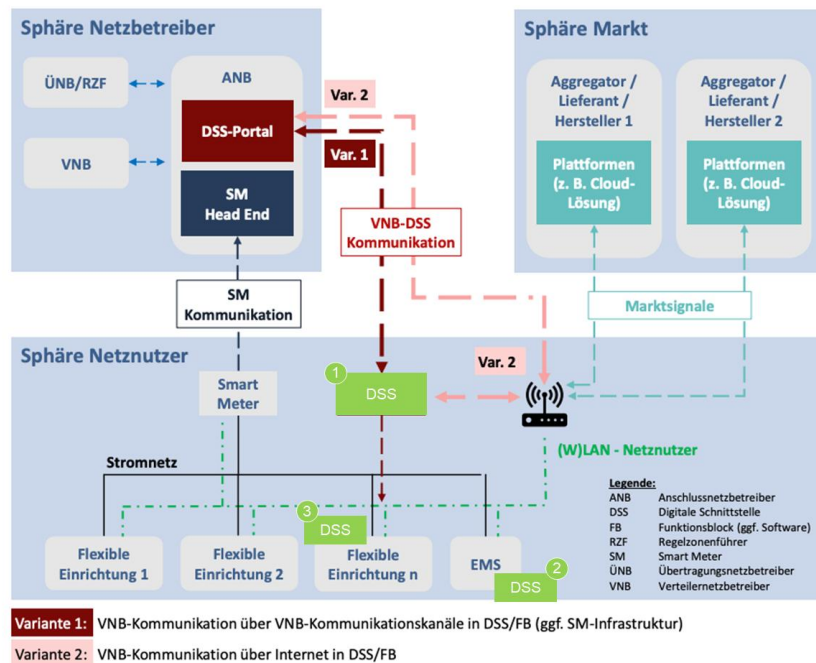 Sphäre Netzbetreiber
ÜNB/RZF
VNB
ANB
DSS-Portal
SM
Head End
Var. 2
Var. 1
VNB-DSS
Kommunikation
SM
Kommunikation
Sphäre Markt
Aggregator /
Lieferant /
Hersteller 1
Plattformen
(z. B. Cloud-
Lösung)
Aggregator /
Lieferant /
Hersteller 2
Plattformen
(z. B. Cloud-
Lösung)
Marktsignale
Sphäre Netznutzer
Smart
Meter
1
DSS
Var. 2
(W)LAN - Netznutzer
Stromnetz
Flexible
Einrichtung 1
Flexible
Einrichtung 2
3
DSS
Flexible
Einrichtung n
EMS
2
DSS
Legende:
ANB Anschlussnetzbetreiber
DSS Digitale Schnittstelle
FB Funktionsblock (ggf. Software)
RZF Regelzonenführer
SM Smart Meter
ÜNB Übertragungsnetzbetreiber
VNB Verteilernetzbetreiber
Variante 1: VNB-Kommunikation über VNB-Kommunikationskanäle in DSS/FB (ggf. SM-Infrastruktur)
Variante 2: VNB-Kommunikation über Internet in DSS/FB